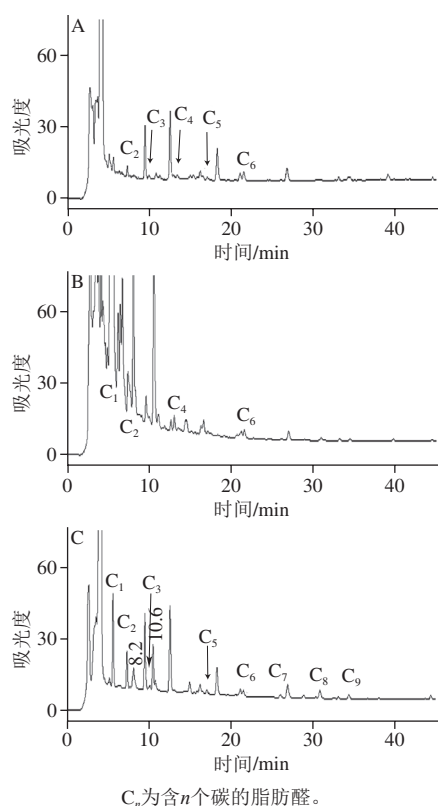 A
60
30
0
吸光度
C₂
C₃
C₄
C₅
C₆
0 10 20 30 40
时间/min
B
60
30
0
吸光度
C₁
C₂
C₄
C₆
0 10 20 30 40
时间/min
C
60
30
0
吸光度
C₁
C₂
8.2
C₃
10.6
C₅
C₆
C₇
C₈
C₉
0 10 20 30 40
时间/min
Cₙ为含n个碳的脂肪醛。